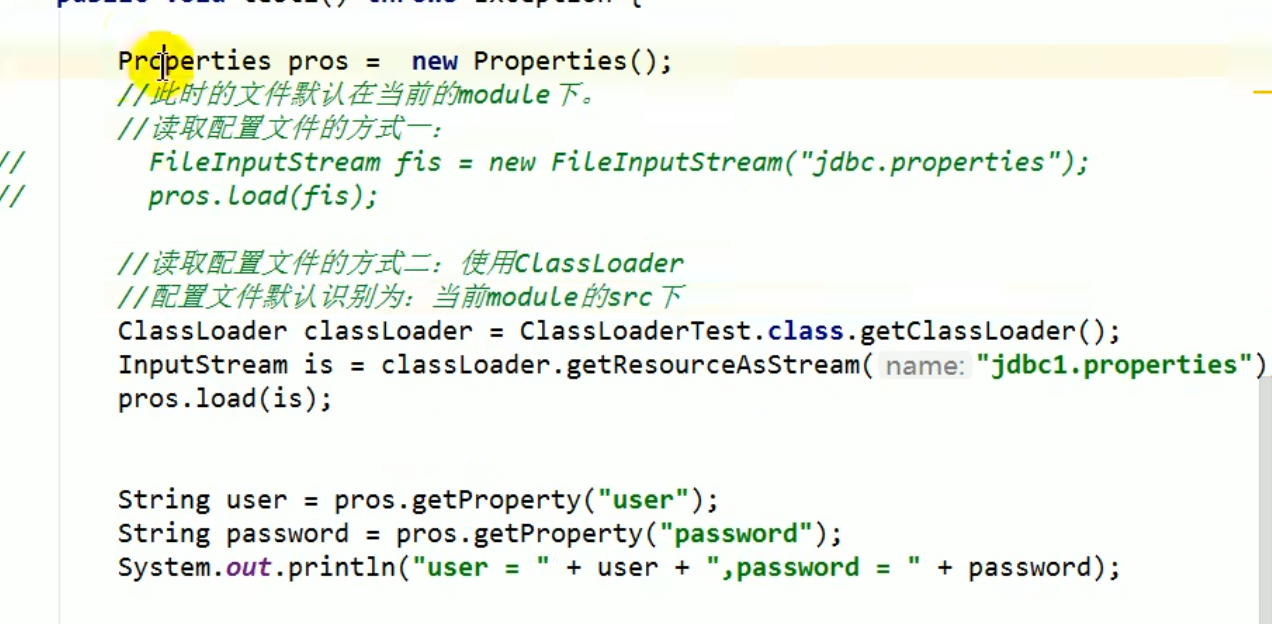 public void test2() throws Exception {
Properties pros =  new Properties();
//此时的文件默认在当前的module下。
//读取配置文件的方式一：
//        FileInputStream fis = new FileInputStream("jdbc.properties");
//        pros.load(fis);
//读取配置文件的方式二：使用ClassLoader
//配置文件默认识别为：当前module的src下
ClassLoader classLoader = ClassLoaderTest.class.getClassLoader();
InputStream is = classLoader.getResourceAsStream( name: "jdbc1.properties")
pros.load(is);
String user = pros.getProperty("user");
String password = pros.getProperty("password");
System.out.println("user = " + user + ",password = " + password);